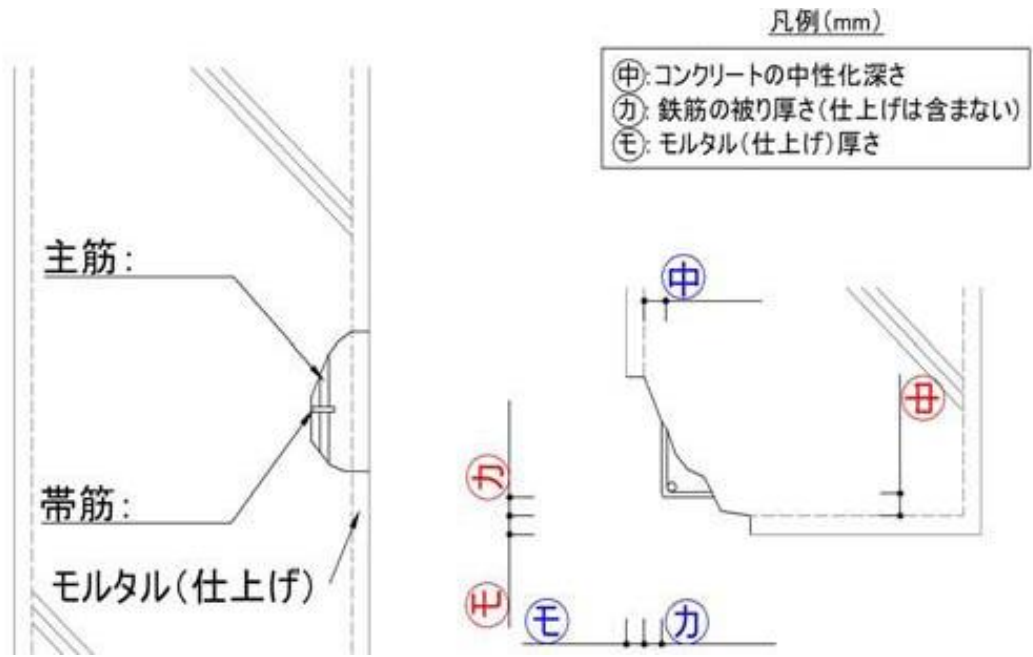 凡例(mm)
㊥:コンクリートの中性化深さ
カ:鉄筋の被り厚さ(仕上げは含まない)
モ:モルタル(仕上げ)厚さ
主筋:
帯筋:
モルタル(仕上げ)
中
中
カ
モ
モ
カ